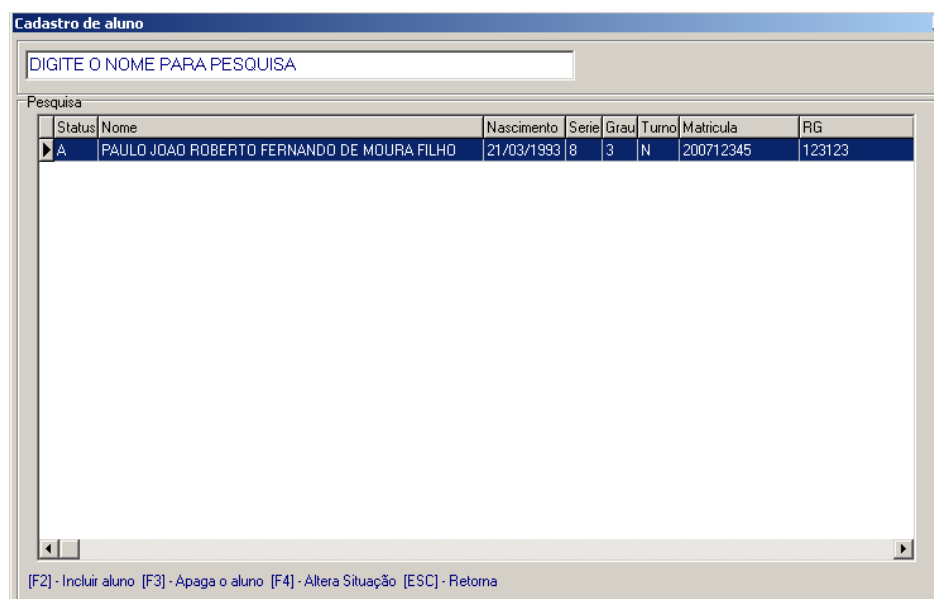 Cadastro de aluno
DIGITE O NOME PARA PESQUISA
Pesquisa
Status Nome Nascimento Serie Grau Turno Matricula RG
A PAULO JOAO ROBERTO FERNANDO DE MOURA FILHO 21/03/1993 8 3 N 200712345 123123
[F2] - Incluir aluno [F3] - Apaga o aluno [F4] - Altera Situação [ESC] - Retorna